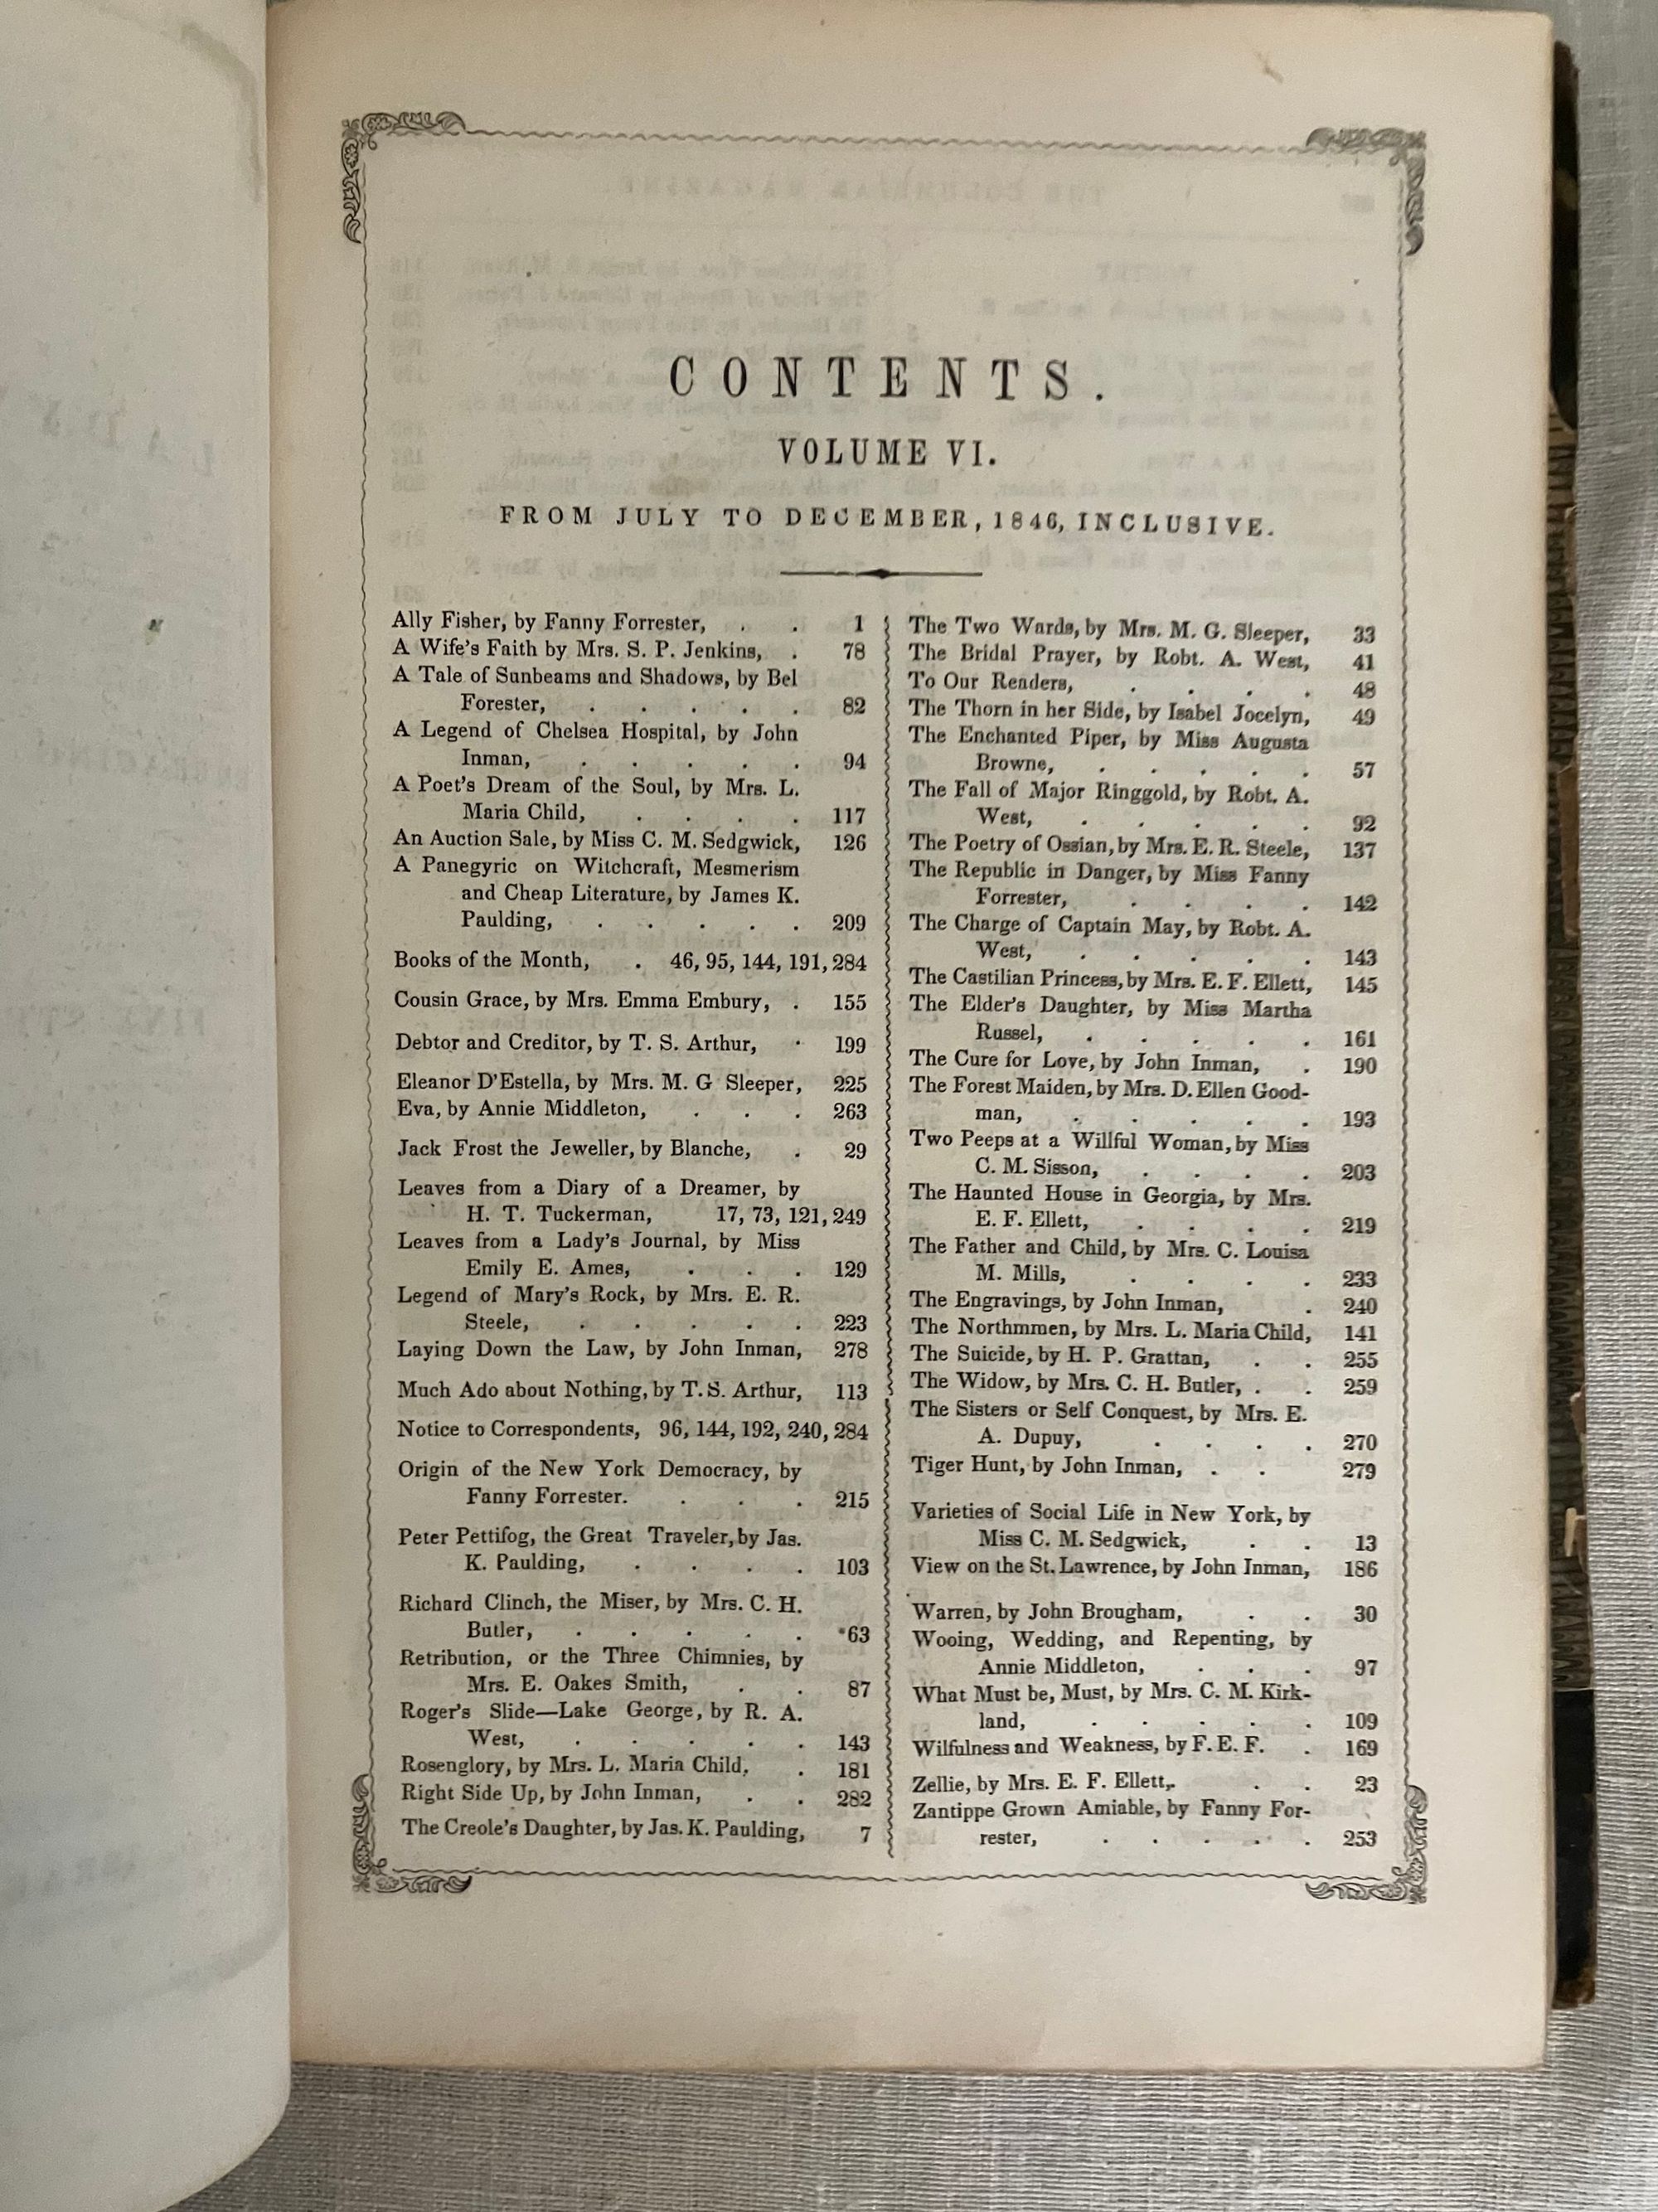 CONTENTS.
VOLUME VI.
FROM JULY TO DECEMBER, 1846, INCLUSIVE.
Ally Fisher, by Fanny Forrester, . . 1
A Wife's Faith by Mrs. S. P. Jenkins, . 78
A Tale of Sunbeams and Shadows, by Bel
Forester, . . . . . 82
A Legend of Chelsea Hospital, by John
Inman, . . . . . 94
A Poet's Dream of the Soul, by Mrs. L.
Maria Child, . . . . 117
An Auction Sale, by Miss C. M. Sedgwick, 126
A Panegyric on Witchcraft, Mesmerism
and Cheap Literature, by James K.
Paulding, . . . . . 209
Books of the Month, . 46, 95, 144, 191, 284
Cousin Grace, by Mrs. Emma Embury, . 155
Debtor and Creditor, by T. S. Arthur, . 199
Eleanor D'Estella, by Mrs. M. G Sleeper, 225
Eva, by Annie Middleton, . . . 263
Jack Frost the Jeweller, by Blanche, . 29
Leaves from a Diary of a Dreamer, by
H. T. Tuckerman, 17, 73, 121, 249
Leaves from a Lady's Journal, by Miss
Emily E. Ames, . . . 129
Legend of Mary's Rock, by Mrs. E. R.
Steele, . . . . . 223
Laying Down the Law, by John Inman, 278
Much Ado about Nothing, by T. S. Arthur, 113
Notice to Correspondents, 96, 144, 192, 240, 284
Origin of the New York Democracy, by
Fanny Forrester. . . . 215
Peter Pettifog, the Great Traveler, by Jas.
K. Paulding, . . . . 103
Richard Clinch, the Miser, by Mrs. C. H.
Butler, . . . . . 63
Retribution, or the Three Chimnies, by
Mrs. E. Oakes Smith, . . 87
Roger's Slide—Lake George, by R. A.
West, . . . . . 143
Rosenglory, by Mrs. L. Maria Child, . 181
Right Side Up, by John Inman, . . 282
The Creole's Daughter, by Jas. K. Paulding, 7
The Two Wards, by Mrs. M. G. Sleeper, 33
The Bridal Prayer, by Robt. A. West, 41
To Our Readers, . . . . 48
The Thorn in her Side, by Isabel Jocelyn, 49
The Enchanted Piper, by Miss Augusta
Browne, . . . . . 57
The Fall of Major Ringgold, by Robt. A.
West, . . . . . 92
The Poetry of Ossian, by Mrs. E. R. Steele, 137
The Republic in Danger, by Miss Fanny
Forrester, . . . . 142
The Charge of Captain May, by Robt. A.
West, . . . . . 143
The Castilian Princess, by Mrs. E. F. Ellett, 145
The Elder's Daughter, by Miss Martha
Russel, . . . . . 161
The Cure for Love, by John Inman, . 190
The Forest Maiden, by Mrs. D. Ellen Good-
man, . . . . . 193
Two Peeps at a Willful Woman, by Miss
C. M. Sisson, . . . . 203
The Haunted House in Georgia, by Mrs.
E. F. Ellett, . . . . 219
The Father and Child, by Mrs. C. Louisa
M. Mills, . . . . 233
The Engravings, by John Inman, . 240
The Northmmen, by Mrs. L. Maria Child, 141
The Suicide, by H. P. Grattan, . . 255
The Widow, by Mrs. C. H. Butler, . . 259
The Sisters or Self Conquest, by Mrs. E.
A. Dupuy, . . . . 270
Tiger Hunt, by John Inman, . . 279
Varieties of Social Life in New York, by
Miss C. M. Sedgwick, . . 13
View on the St. Lawrence, by John Inman, 186
Warren, by John Brougham, . . 30
Wooing, Wedding, and Repenting, by
Annie Middleton, . . . 97
What Must be, Must, by Mrs. C. M. Kirk-
land, . . . . . 109
Wilfulness and Weakness, by F. E. F. . 169
Zellie, by Mrs. E. F. Ellett, . . 23
Zantippe Grown Amiable, by Fanny For-
rester, . . . . . 253